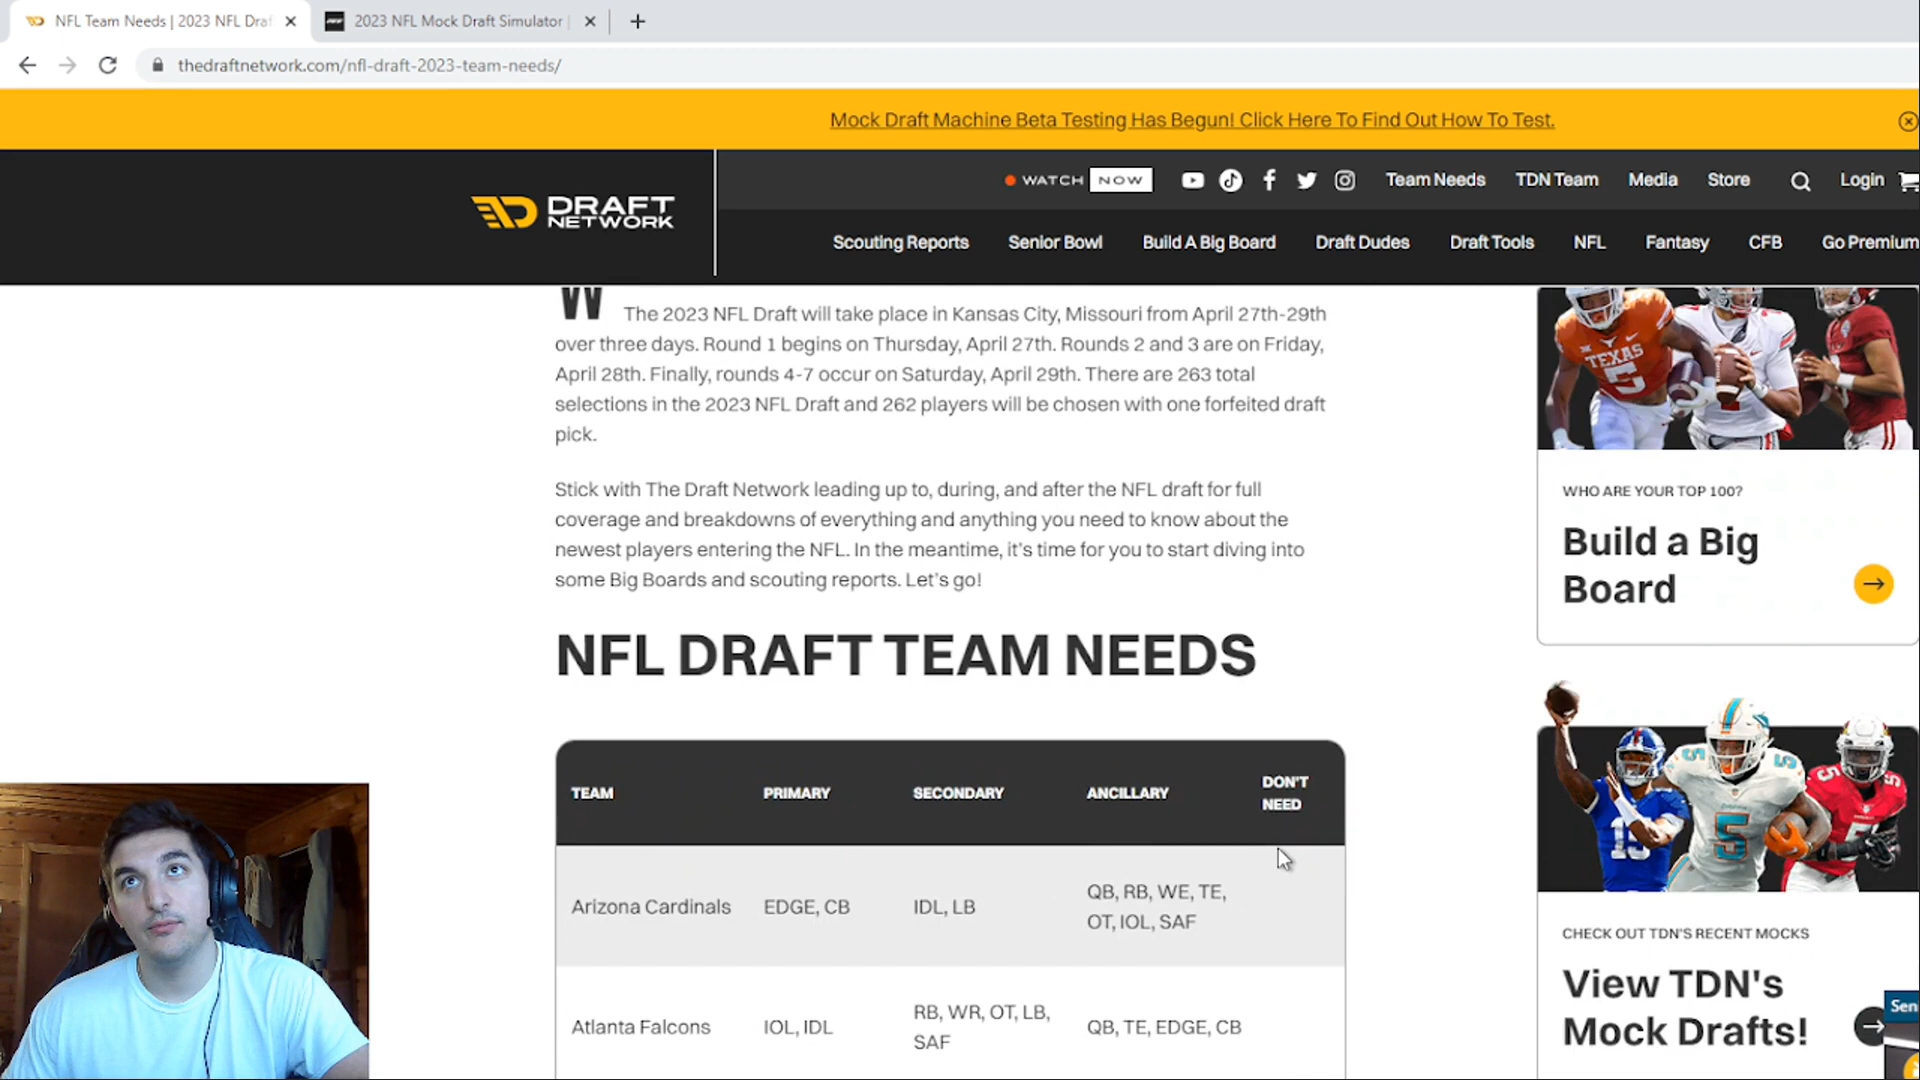 NFL Team Needs | 2023 NFL Draf
2023 NFL Mock Draft Simulator |
thedraftnetwork.com/nfl-draft-2023-team-needs/
Mock Draft Machine Beta Testing Has Begun! Click Here To Find Out How To Test.
WATCH NOW
Team Needs
TDN Team
Media
Store
Login
DRAFT
NETWORK
Scouting Reports
Senior Bowl
Build A Big Board
Draft Dudes
Draft Tools
NFL
Fantasy
CFB
Go Premium
The 2023 NFL Draft will take place in Kansas City, Missouri from April 27th-29th
over three days. Round 1 begins on Thursday, April 27th. Rounds 2 and 3 are on Friday,
April 28th. Finally, rounds 4-7 occur on Saturday, April 29th. There are 263 total
selections in the 2023 NFL Draft and 262 players will be chosen with one forfeited draft
pick.
Stick with The Draft Network leading up to, during, and after the NFL draft for full
coverage and breakdowns of everything and anything you need to know about the
newest players entering the NFL. In the meantime, it's time for you to start diving into
some Big Boards and scouting reports. Let's go!
NFL DRAFT TEAM NEEDS
TEAM PRIMARY SECONDARY ANCILLARY DON'T
NEED
Arizona Cardinals EDGE, CB IDL, LB QB, RB, WE, TE,
OT, IOL, SAF
Atlanta Falcons IOL, IDL RB, WR, OT, LB,
SAF QB, TE, EDGE, CB
TEXAS
5
WHO ARE YOUR TOP 100?
Build a Big
Board
13
5
5
CHECK OUT TDN'S RECENT MOCKS
View TDN's
Mock Drafts!
Sen